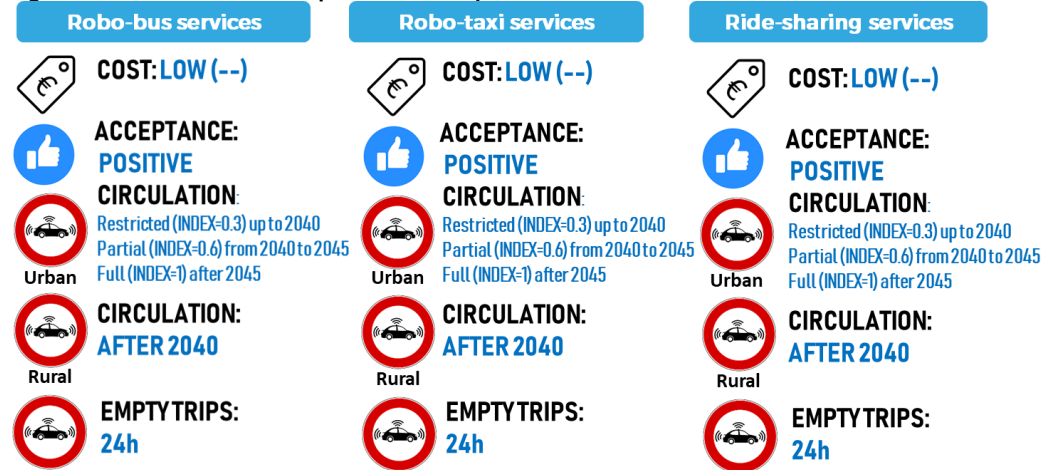 Robo-bus services
COST: LOW (--)
ACCEPTANCE:
POSITIVE
CIRCULATION:
Restricted (INDEX=0.3) up to 2040
Partial (INDEX=0.6) from 2040 to 2045
Full (INDEX=1) after 2045
Urban
CIRCULATION:
AFTER 2040
Rural
EMPTY TRIPS:
24h
Robo-taxi services
COST: LOW (--)
ACCEPTANCE:
POSITIVE
CIRCULATION:
Restricted (INDEX=0.3) up to 2040
Partial (INDEX=0.6) from 2040 to 2045
Full (INDEX=1) after 2045
Urban
CIRCULATION:
AFTER 2040
Rural
EMPTY TRIPS:
24h
Ride-sharing services
COST: LOW (--)
ACCEPTANCE:
POSITIVE
CIRCULATION:
Restricted (INDEX=0.3) up to 2040
Partial (INDEX=0.6) from 2040 to 2045
Full (INDEX=1) after 2045
Urban
CIRCULATION:
AFTER 2040
Rural
EMPTY TRIPS:
24h